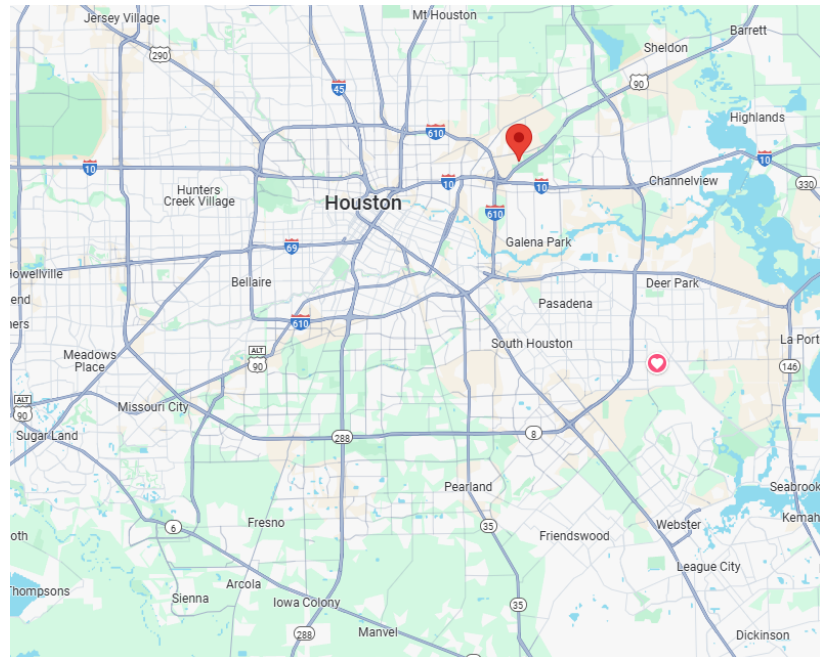 Jersey Village
Mt Houston
Barrett
Sheldon
290
45
90
Highlands
610
10
10
10
10
Channelview
330
Hunters
Creek Village
Houston
610
Galena Park
69
Howellville
Bellaire
Deer Park
end
Pasadena
ners
610
South Houston
La Port
Meadows
Place
ALT
90
146
ALT
90
Missouri City
Sugar Land
288
8
Pearland
Seabrook
Fresno
6
35
Webster
Kemah
oth
Friendswood
League City
Thompsons
Arcola
Sienna
Iowa Colony
35
288
Manvel
Dickinson